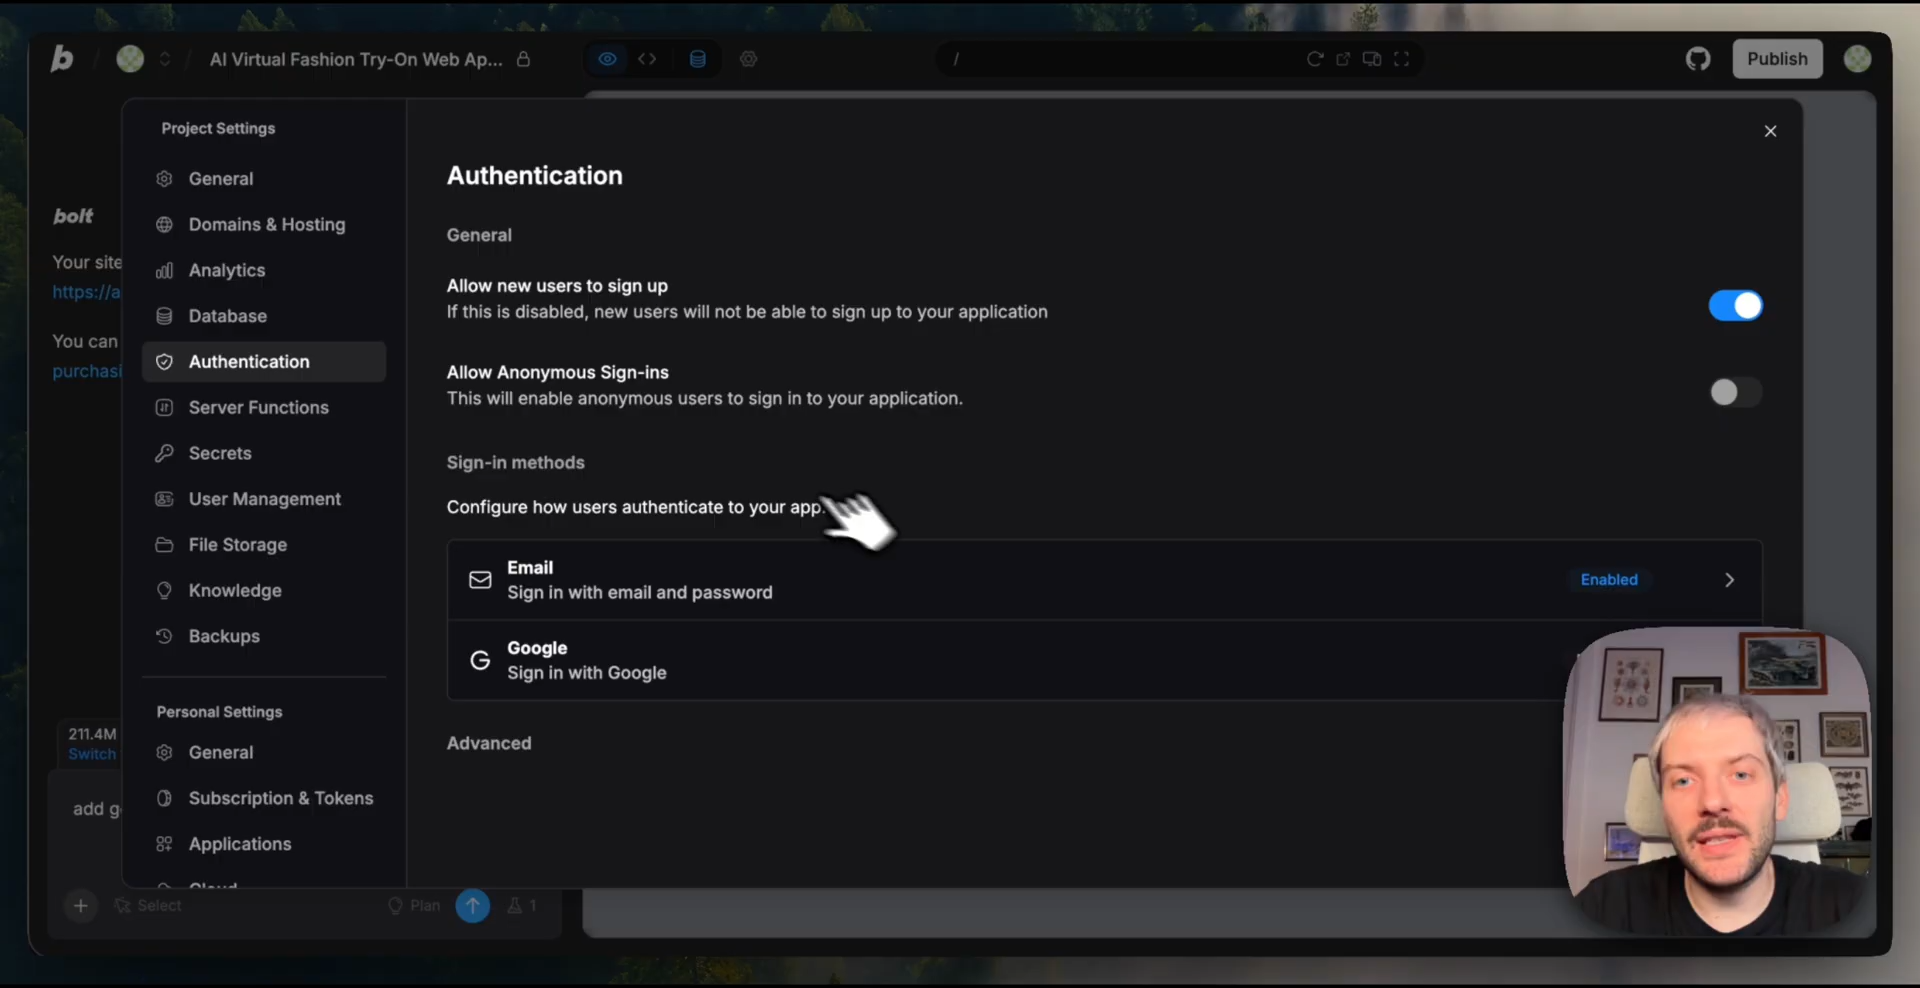 b / / AI Virtual Fashion Try-On Web Ap... / Publish
Project Settings
General
Domains & Hosting
Analytics
Database
Authentication
Server Functions
Secrets
User Management
File Storage
Knowledge
Backups
Personal Settings
General
Subscription & Tokens
Applications
Cloud
bolt
Your site
https://a
You can
purchasi
211.4M
Switch
add g
Select
Plan
1
Authentication
General
Allow new users to sign up
If this is disabled, new users will not be able to sign up to your application
Allow Anonymous Sign-ins
This will enable anonymous users to sign in to your application.
Sign-in methods
Configure how users authenticate to your app.
Email
Sign in with email and password
Enabled
Google
Sign in with Google
Advanced